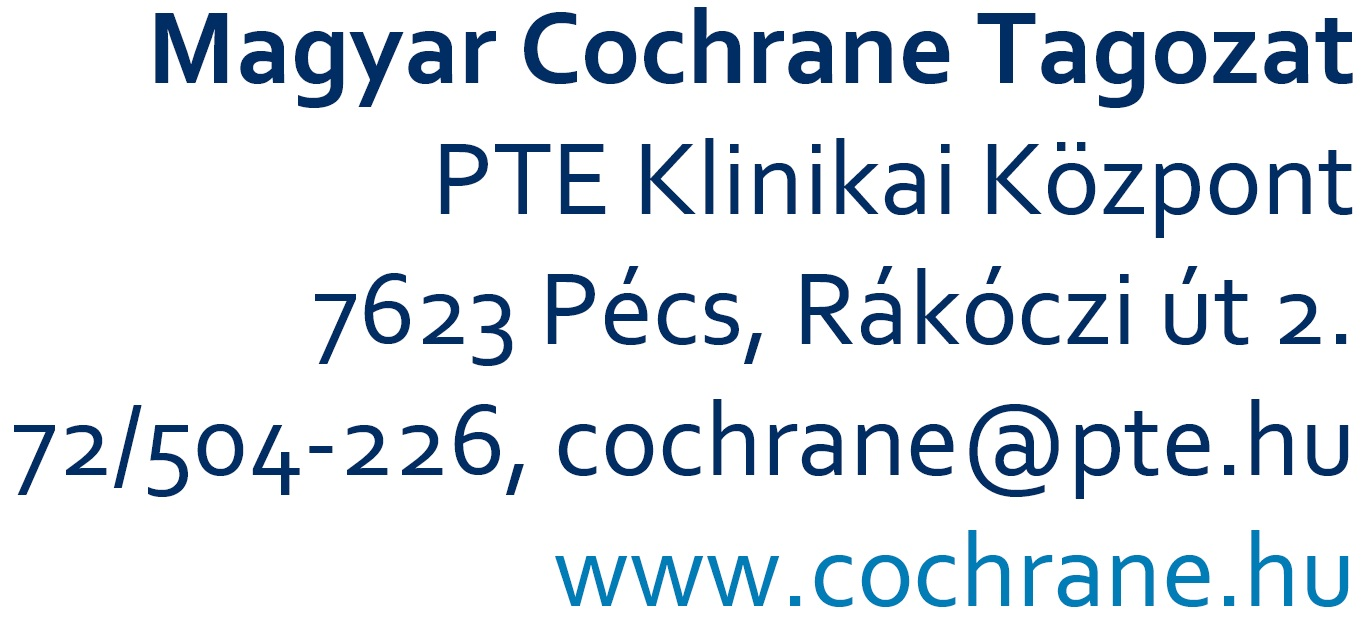 Magyar Cochrane Tagozat
PTE Klinikai Központ
7623 Pécs, Rákóczi út 2.
72/504-226, cochrane@pte.hu
www.cochrane.hu